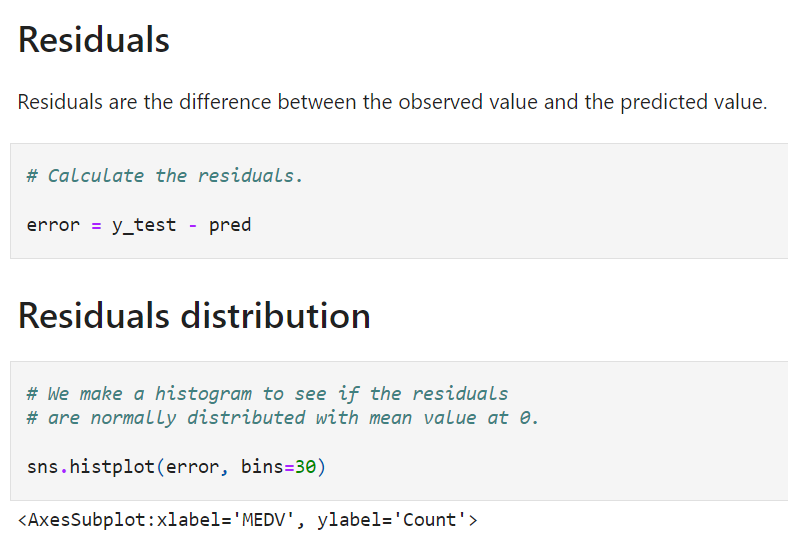 Residuals
Residuals are the difference between the observed value and the predicted value.
# Calculate the residuals.
error = y_test - pred
Residuals distribution
# We make a histogram to see if the residuals
# are normally distributed with mean value at 0.
sns.histplot(error, bins=30)
<AxesSubplot:xlabel='MEDV', ylabel='Count'>